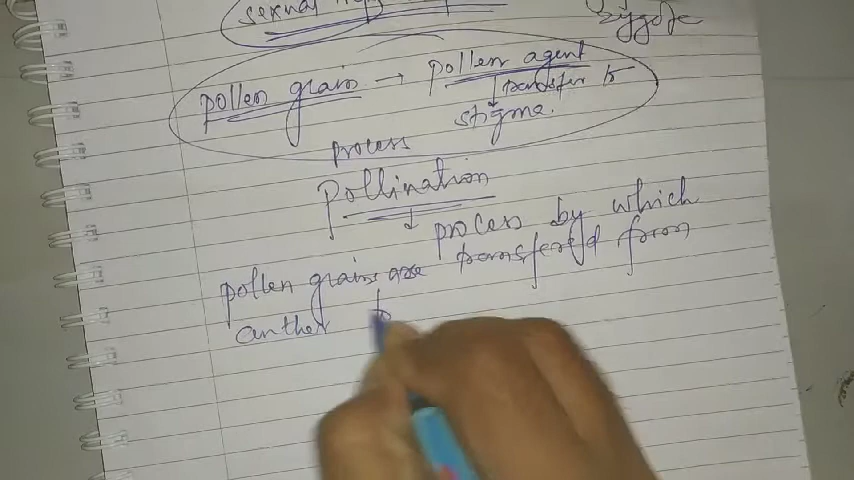 sexual
zygote
pollen grain → pollen agent
↓ transfer to
stigma.
process
pollination
↓ process by which
pollen grains are transfered from
anther